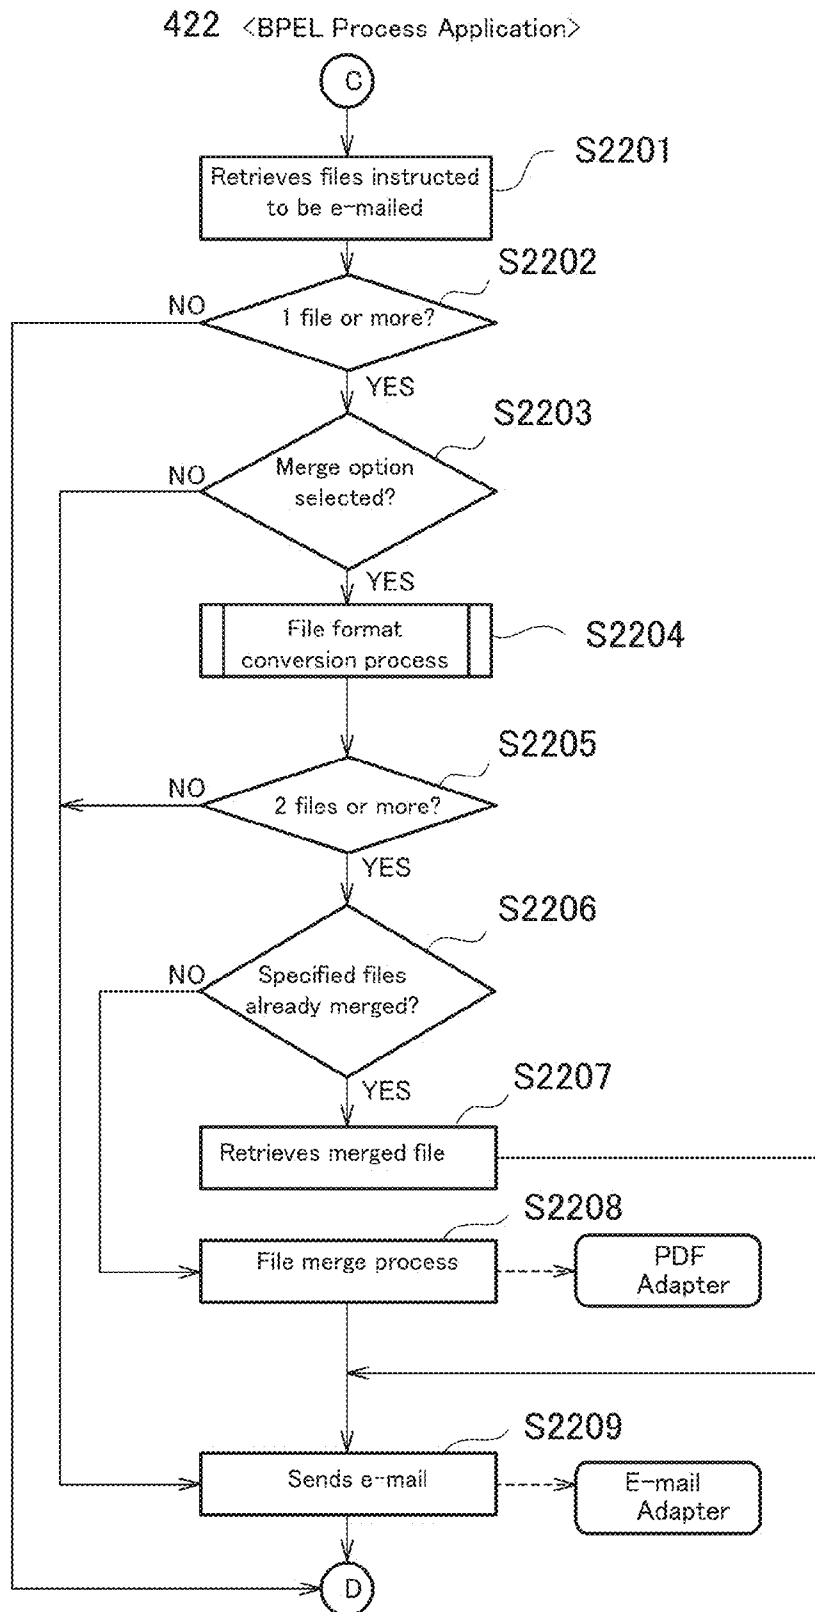 422 <BPEL Process Application>
C
S2201
Retrieves files instructed
to be e-mailed
S2202
NO
1 file or more?
YES
S2203
NO
Merge option
selected?
YES
File format
conversion process
S2204
S2205
NO
2 files or more?
YES
S2206
NO
Specified files
already merged?
YES
S2207
Retrieves merged file
S2208
File merge process
PDF
Adapter
S2209
Sends e-mail
E-mail
Adapter
D